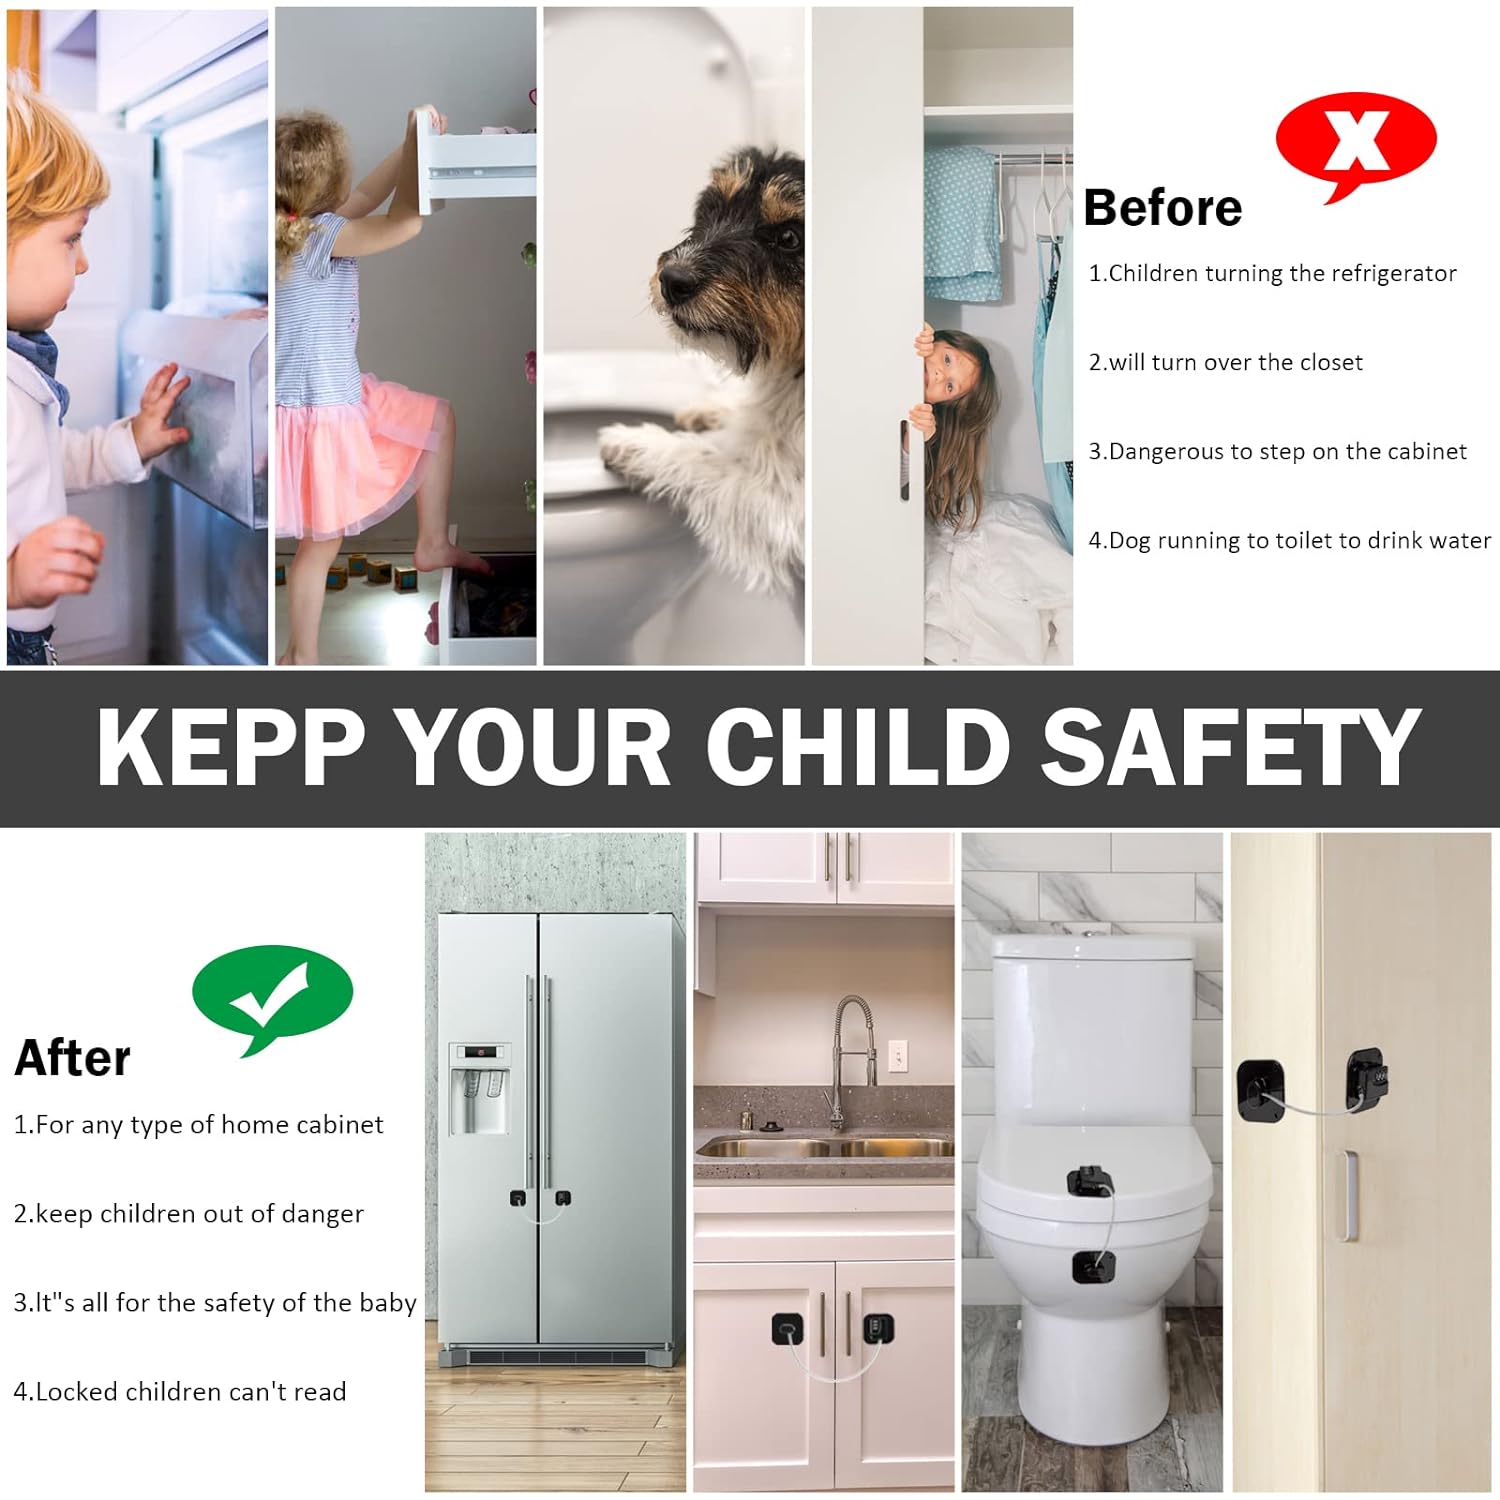 X
Before
1.Children turning the refrigerator
2.will turn over the closet
3.Dangerous to step on the cabinet
4.Dog running to toilet to drink water
KEPP YOUR CHILD SAFETY
After
1.For any type of home cabinet
2.keep children out of danger
3.It"s all for the safety of the baby
4.Locked children can't read